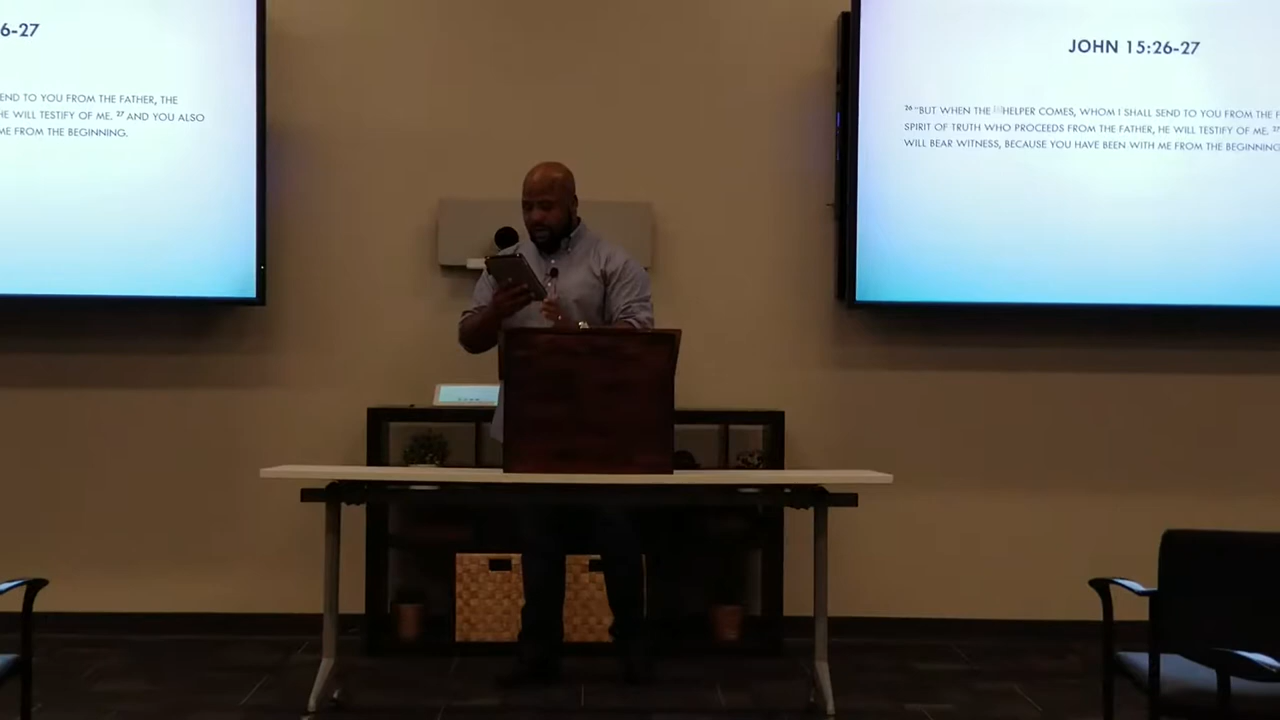 6-27
END TO YOU FROM THE FATHER, THE
HE WILL TESTIFY OF ME. 27 AND YOU ALSO
ME FROM THE BEGINNING.
JOHN 15:26-27
26 "BUT WHEN THE HELPER COMES, WHOM I SHALL SEND TO YOU FROM THE F
SPIRIT OF TRUTH WHO PROCEEDS FROM THE FATHER, HE WILL TESTIFY OF ME. 27
WILL BEAR WITNESS, BECAUSE YOU HAVE BEEN WITH ME FROM THE BEGINNING